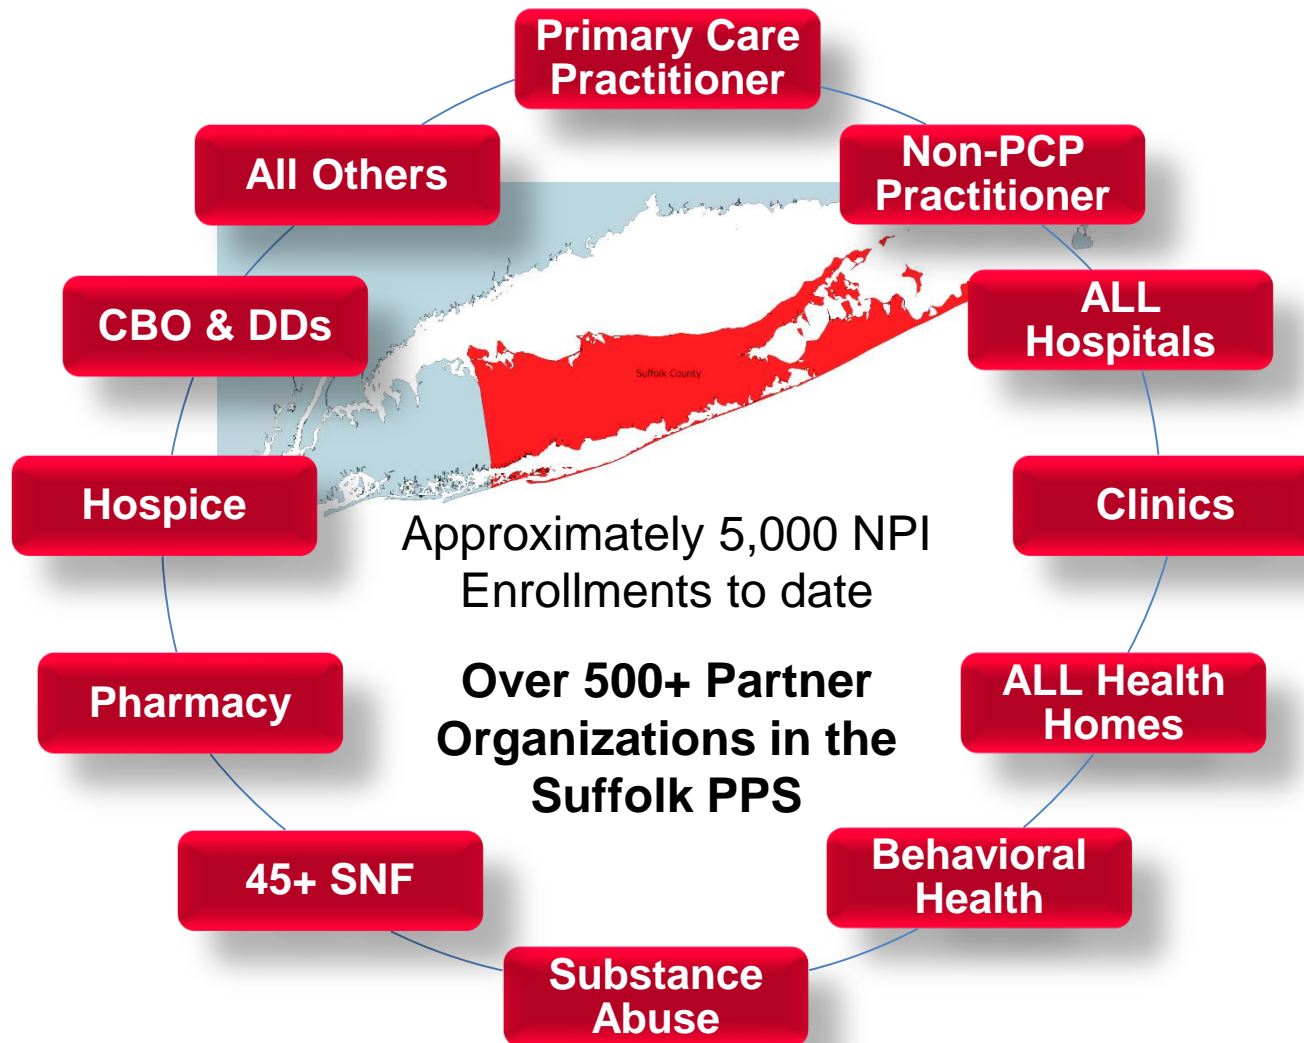 Primary Care
Practitioner
Non-PCP
Practitioner
All Others
ALL
Hospitals
CBO & DDs
Suffolk County
Clinics
Hospice
Approximately 5,000 NPI
Enrollments to date
ALL Health
Homes
Pharmacy
Over 500+ Partner
Organizations in the
Suffolk PPS
Behavioral
Health
45+ SNF
Substance
Abuse